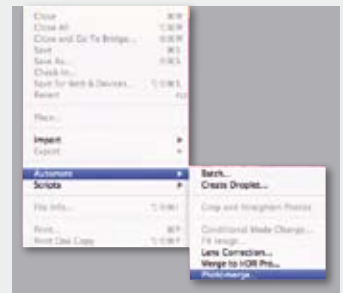 Close
Close All
Close and Go To Bridge...
Save
Save As...
Check In...
Save for Web & Devices...
Revert
Place...
Import
Export
Automate
Scripts
File Info...
Print...
Print One Copy
Batch...
Create Droplet...
Crop and Straighten Photos
Conditional Mode Change...
Fit Image...
Lens Correction...
Merge to HDR Pro...
Photomerge...